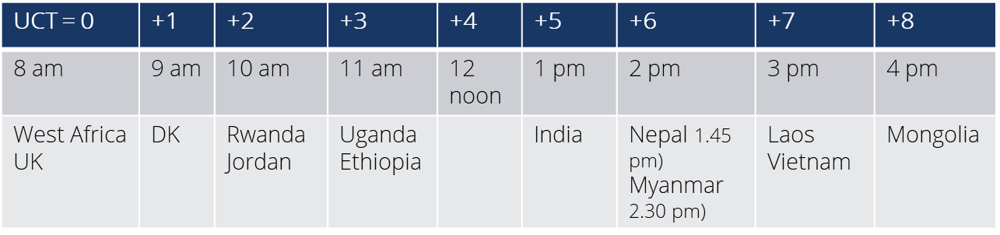 UCT = 0 +1 +2 +3 +4 +5 +6 +7 +8
8 am 9 am 10 am 11 am 12 noon 1 pm 2 pm 3 pm 4 pm
West Africa
UK
DK
Rwanda
Jordan
Uganda
Ethiopia
India
Nepal 1.45
pm)
Myanmar
2.30 pm)
Laos
Vietnam
Mongolia